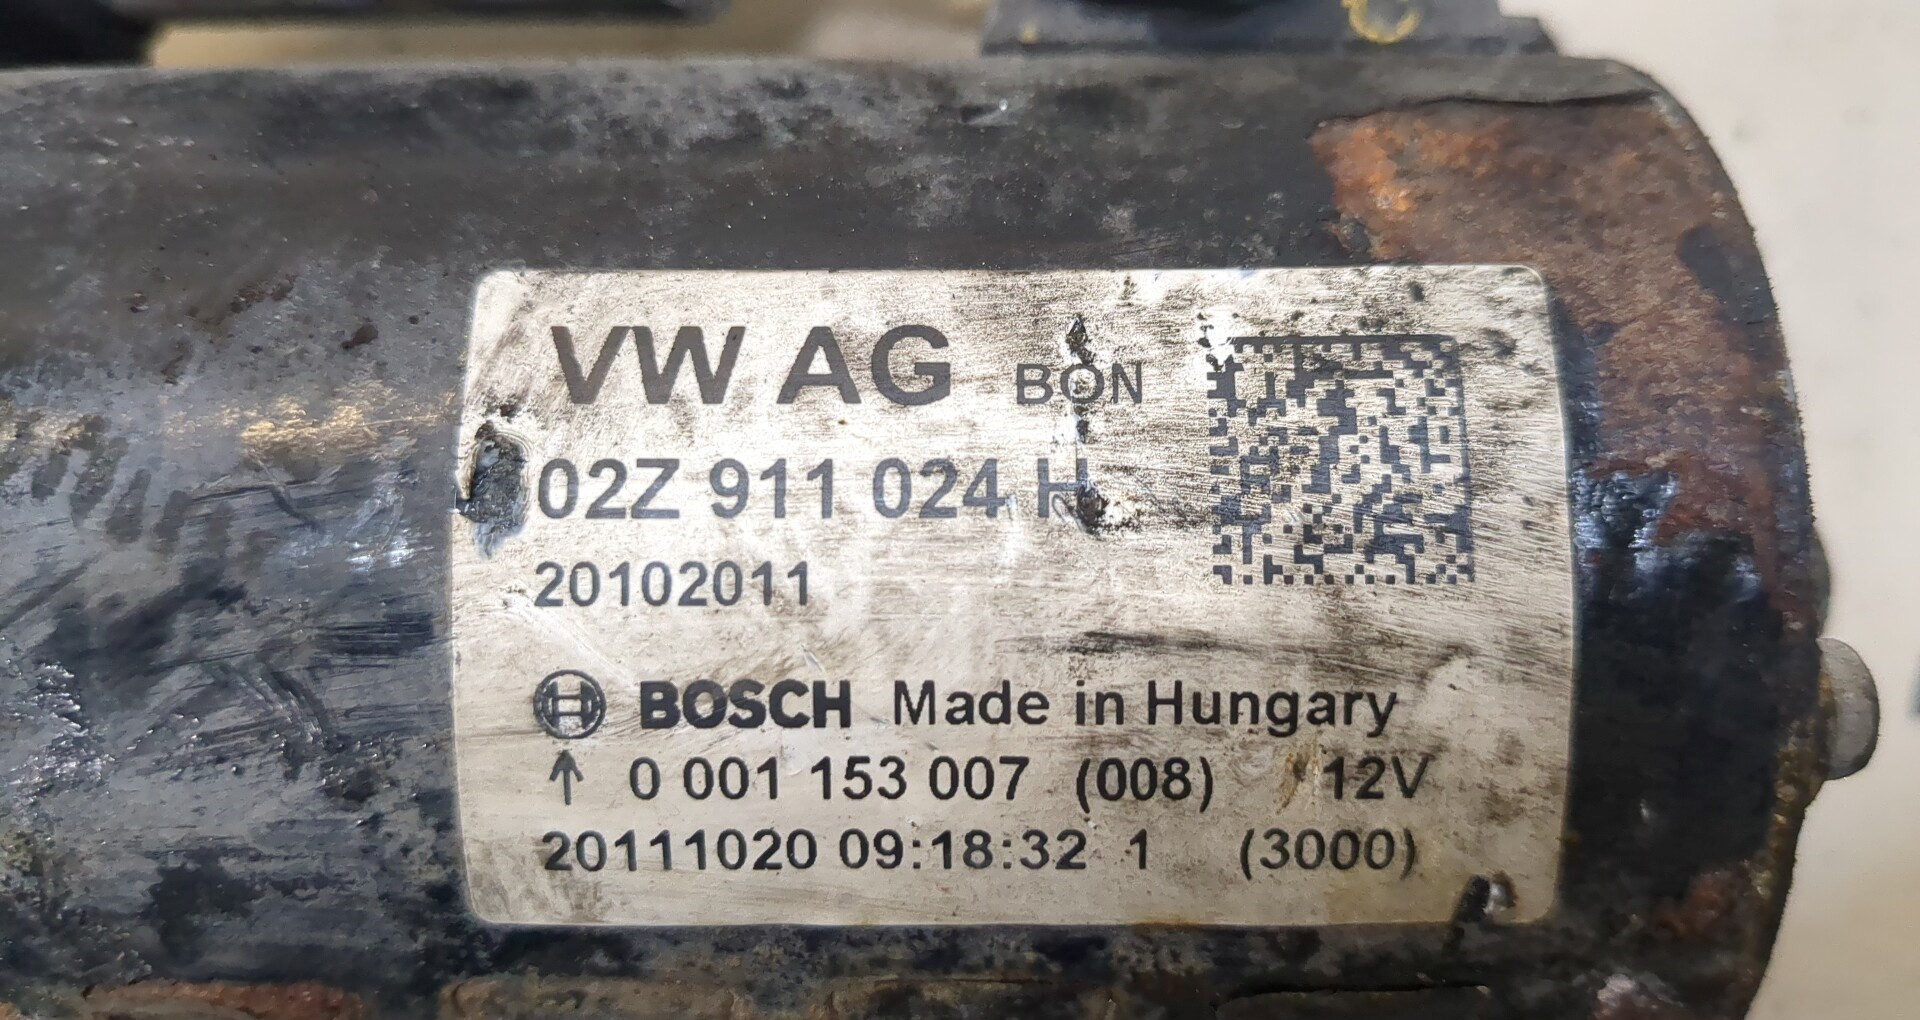 VW AG BON
02Z 911 024 H
20102011
BOSCH Made in Hungary
↑ 0 001 153 007 (008) 12V
20111020 09:18:32 1 (3000)